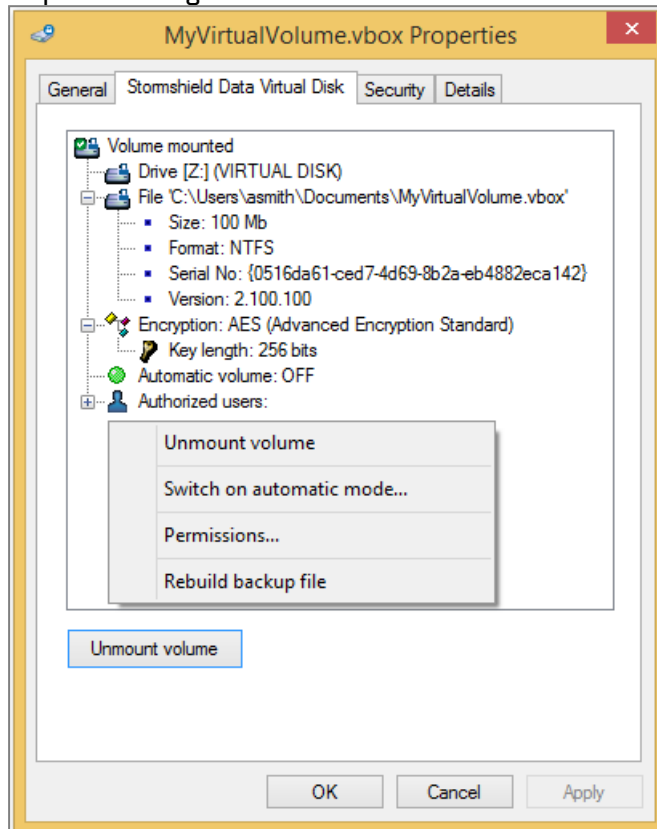 MyVirtualVolume.vbox Properties
General Stormshield Data Virtual Disk Security Details
Volume mounted
Drive [Z:] (VIRTUAL DISK)
File 'C:\Users\asmith\Documents\MyVirtualVolume.vbox'
Size: 100 Mb
Format: NTFS
Serial No: {0516da61-ced7-4d69-8b2a-eb4882eca142}
Version: 2.100.100
Encryption: AES (Advanced Encryption Standard)
Key length: 256 bits
Automatic volume: OFF
Authorized users:
Unmount volume
Switch on automatic mode...
Permissions...
Rebuild backup file
Unmount volume
OK Cancel Apply